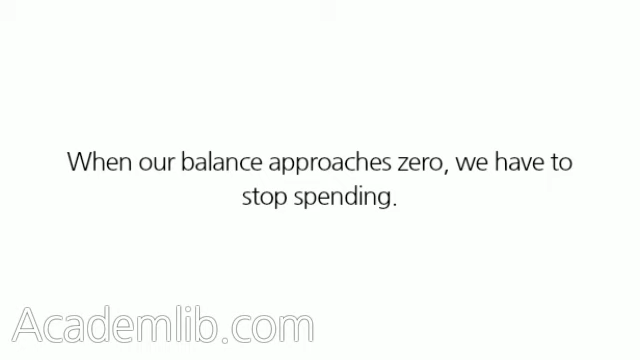 When our balance approaches zero, we have to
stop spending.
Academlib.com